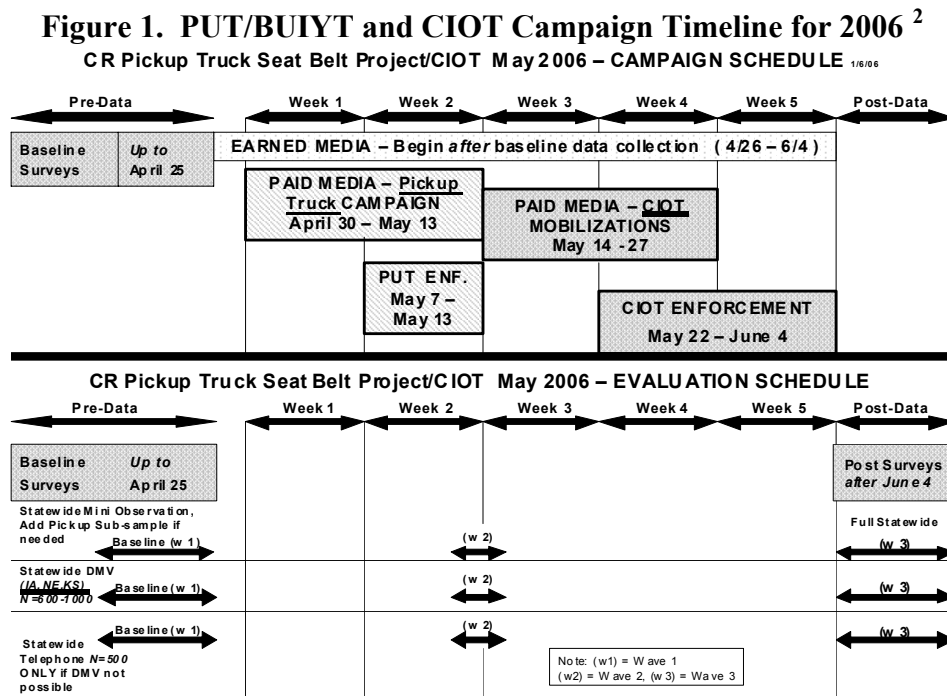 Figure 1. PUT/BUIYT and CIOT Campaign Timeline for 2006 2
CR Pickup Truck Seat Belt Project/CIOT May 2006 – CAMPAIGN SCHEDULE 1/6/06
Pre-Data Week 1 Week 2 Week 3 Week 4 Week 5 Post-Data
Baseline Up to
Surveys April 25
EARNED MEDIA – Begin after baseline data collection (4/26 – 6/4)
PAID MEDIA – Pickup
Truck CAMPAIGN
April 30 – May 13
PAID MEDIA – CIOT
MOBILIZATIONS
May 14 - 27
PUT ENF.
May 7 –
May 13
CIOT ENFORCEMENT
May 22 – June 4
CR Pickup Truck Seat Belt Project/CIOT May 2006 – EVALUATION SCHEDULE
Pre-Data Week 1 Week 2 Week 3 Week 4 Week 5 Post-Data
Baseline Up to
Surveys April 25
Post Surveys
after June 4
Statewide Mini Observation,
Add Pickup Sub-sample if
needed
Baseline (w 1) (w 2) Full Statewide
(w 3)
Statewide DMV
(IA, NE, KS)
N=600-1000
Baseline (w 1) (w 2) (w 3)
Statewide
Telephone N=500
ONLY if DMV not
possible
Baseline (w 1) (w 2) (w 3)
Note: (w1) = Wave 1
(w2) = Wave 2, (w3) = Wave 3